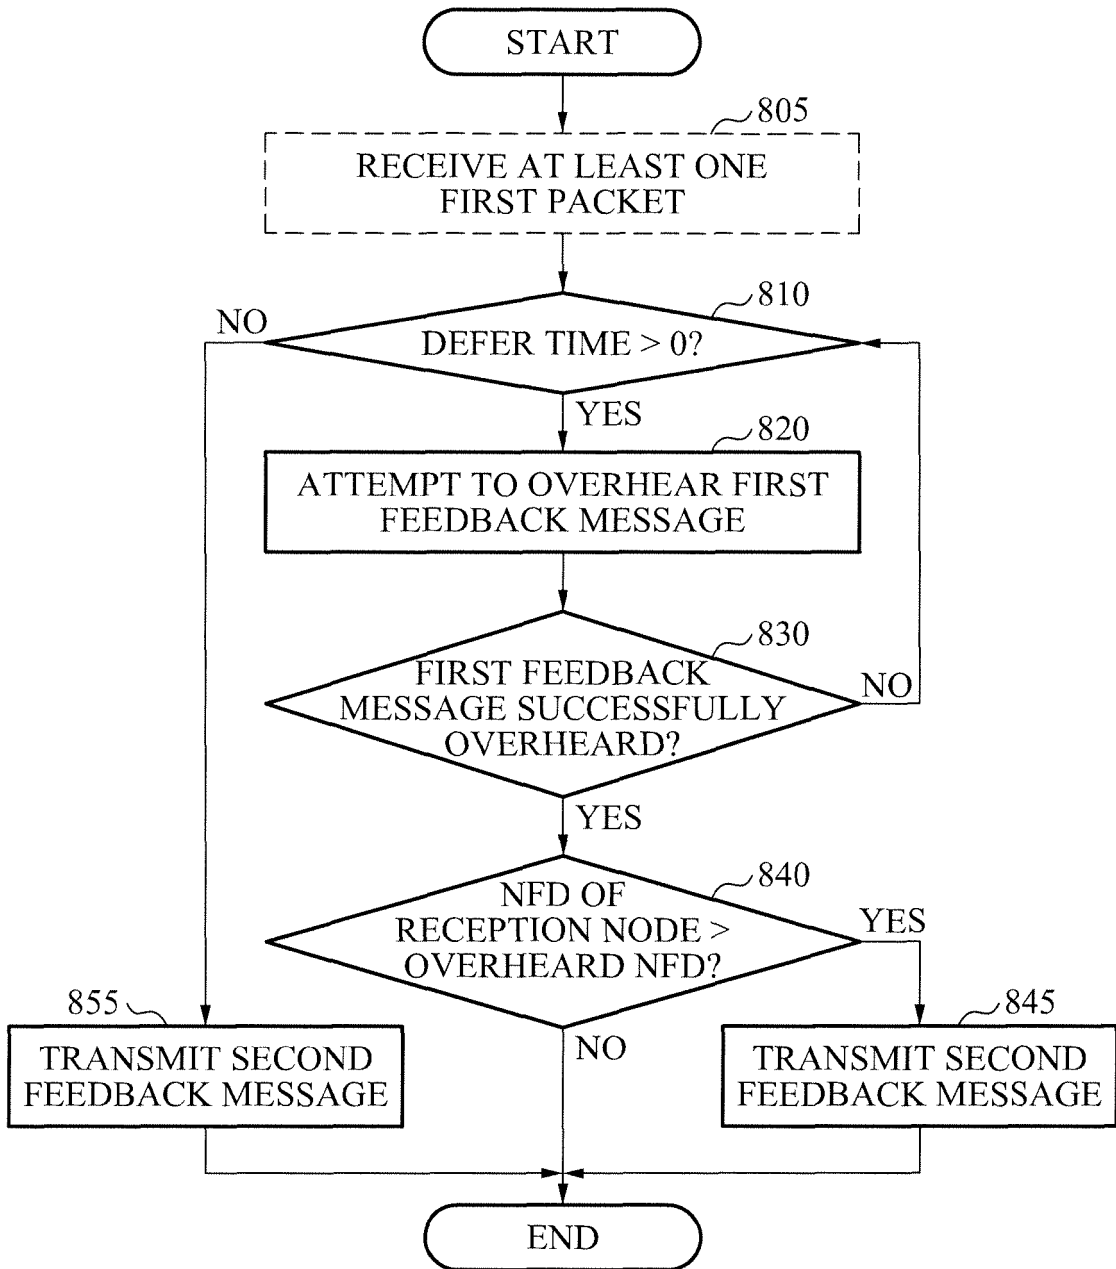 START
805
RECEIVE AT LEAST ONE
FIRST PACKET
810
NO
DEFER TIME > 0?
YES
820
ATTEMPT TO OVERHEAR FIRST
FEEDBACK MESSAGE
830
FIRST FEEDBACK
MESSAGE SUCCESSFULLY
OVERHEARD?
NO
YES
840
NFD OF
RECEPTION NODE >
OVERHEARD NFD?
YES
NO
855
TRANSMIT SECOND
FEEDBACK MESSAGE
845
TRANSMIT SECOND
FEEDBACK MESSAGE
END